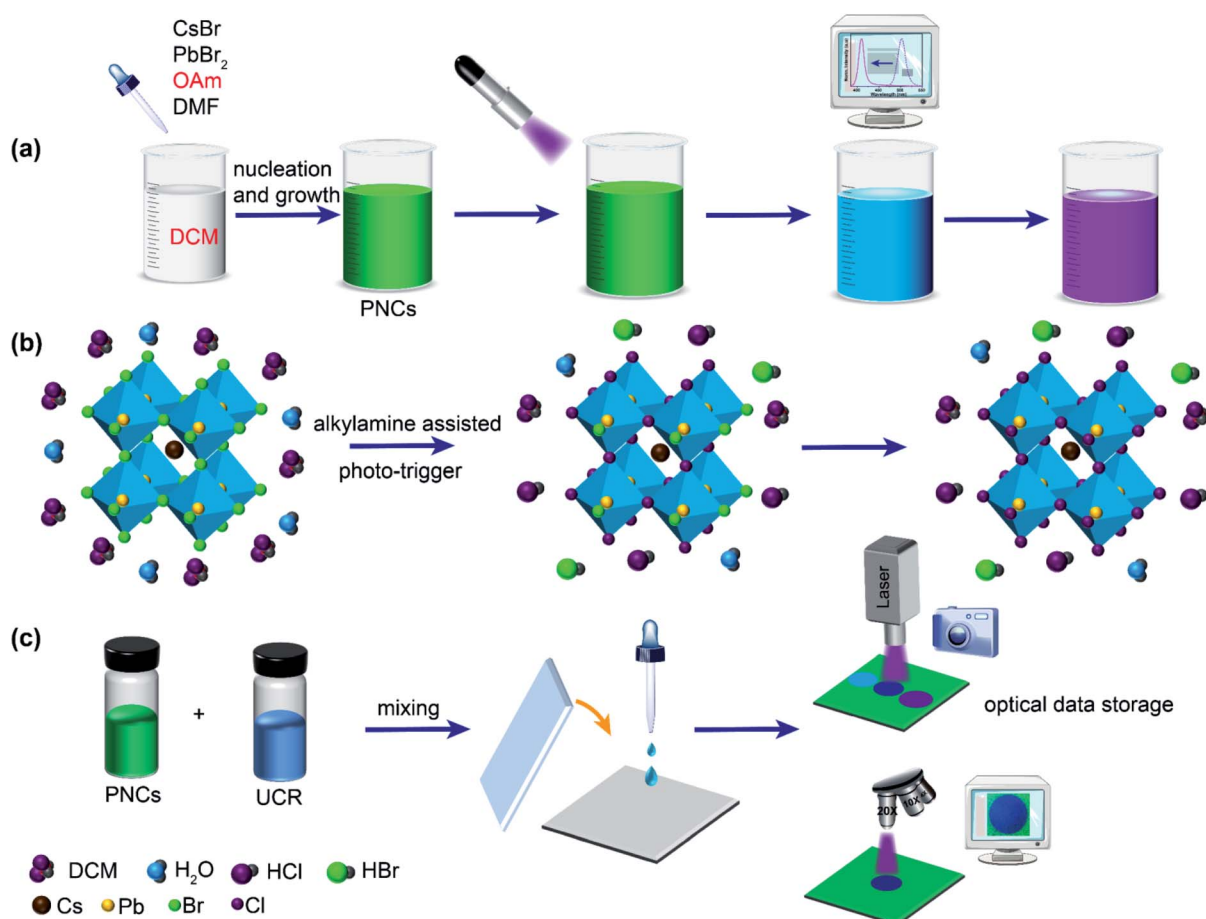 CsBr
PbBr₂
OAm
DMF
(a)
nucleation
and growth
DCM
PNCs
(b)
alkylamine assisted
photo-trigger
(c)
PNCs
+
UCR
mixing
Laser
optical data storage
20X
10X
DCM
H₂O
HCl
HBr
Cs
Pb
Br
Cl